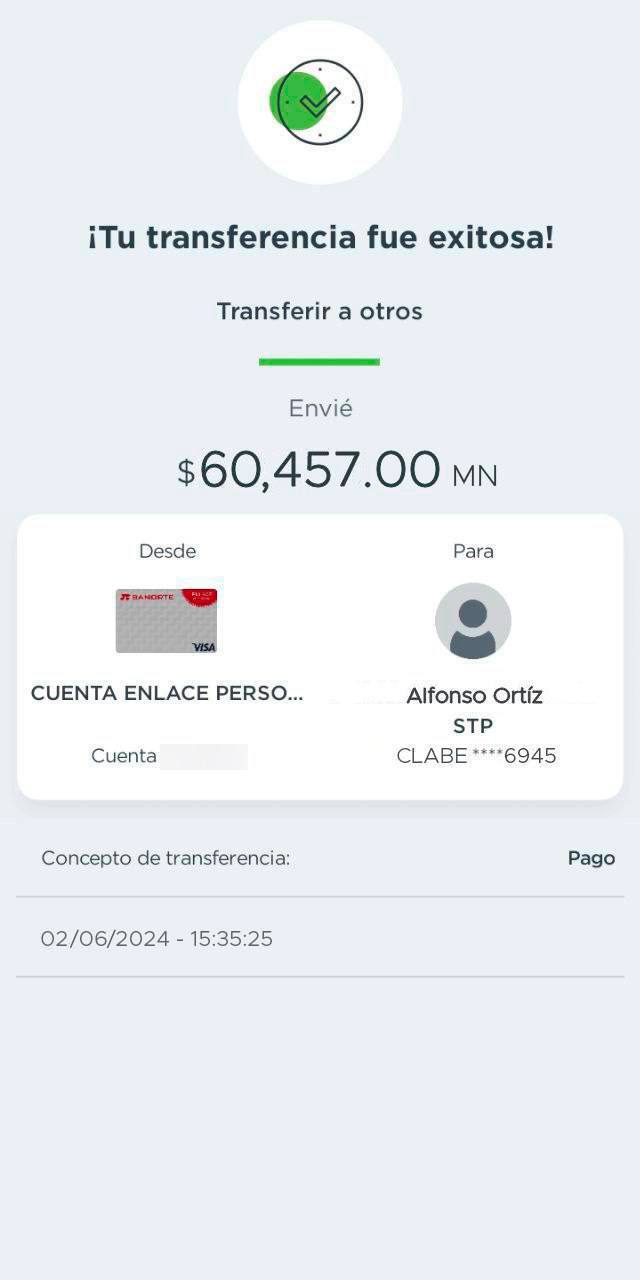 ¡Tu transferencia fue exitosa!
Transferir a otros
Envié
$60,457.00 MN
Desde
Para
BANORTE
VISA
CUENTA ENLACE PERSO...
Alfonso Ortíz
STP
Cuenta
CLABE ****6945
Concepto de transferencia:
Pago
02/06/2024 - 15:35:25